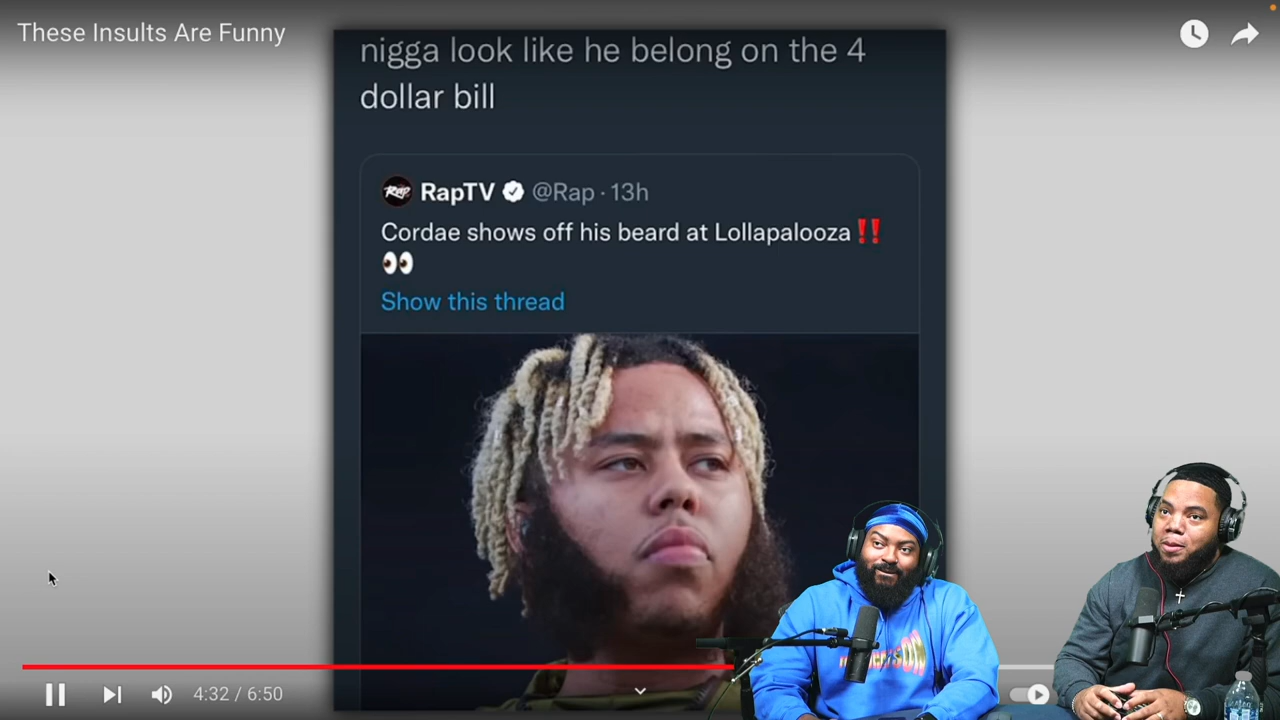 These Insults Are Funny
nigga look like he belong on the 4
dollar bill
RapTV @Rap · 13h
Cordae shows off his beard at Lollapalooza‼️
👀
Show this thread
4:32 / 6:50